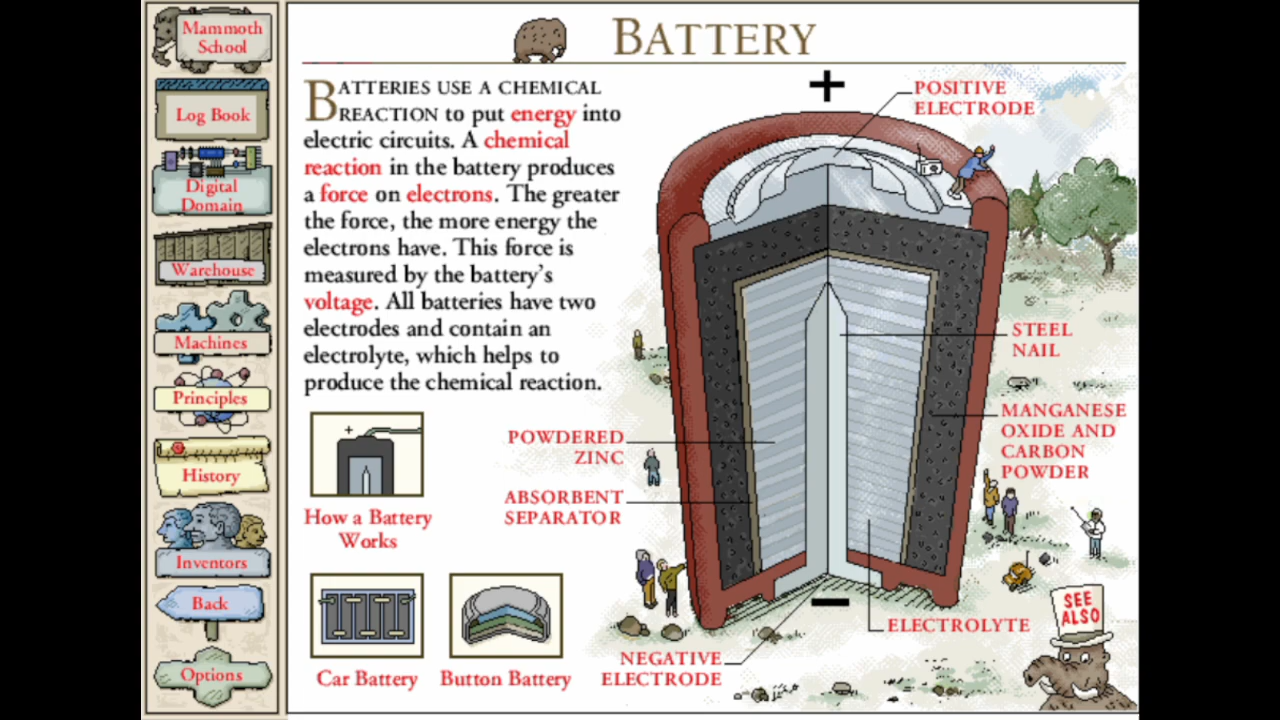 Mammoth
School
Log Book
Digital
Domain
Warehouse
Machines
Principles
History
Inventors
Back
Options
BATTERY
BATTERIES USE A CHEMICAL
REACTION to put energy into
electric circuits. A chemical
reaction in the battery produces
a force on electrons. The greater
the force, the more energy the
electrons have. This force is
measured by the battery's
voltage. All batteries have two
electrodes and contain an
electrolyte, which helps to
produce the chemical reaction.
How a Battery
Works
Car Battery
Button Battery
+
POSITIVE
ELECTRODE
STEEL
NAIL
MANGANESE
OXIDE AND
CARBON
POWDER
POWDERED
ZINC
ABSORBENT
SEPARATOR
−
ELECTROLYTE
NEGATIVE
ELECTRODE
SEE
ALSO